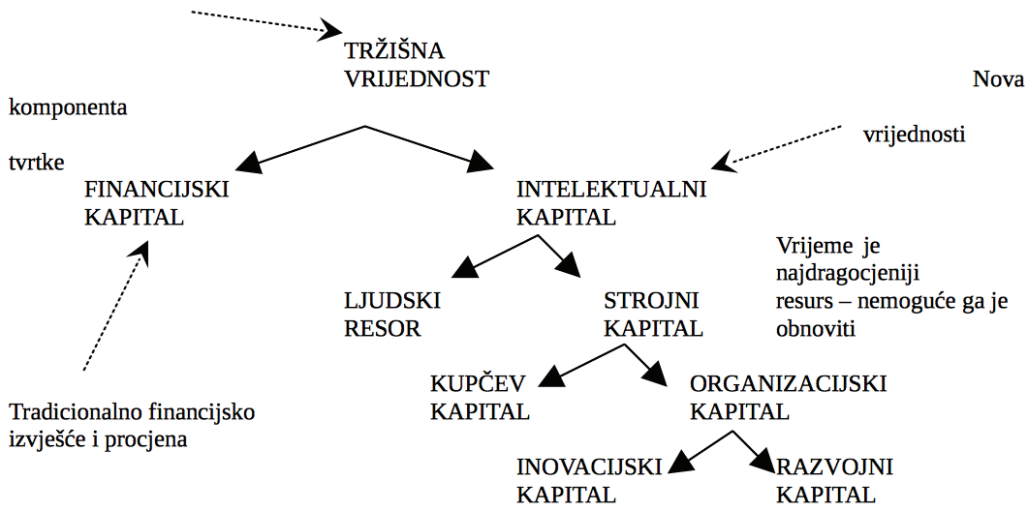 TRŽIŠNA
VRIJEDNOST
Nova
komponenta
vrijednosti
tvrtke
FINANCIJSKI
KAPITAL
INTELEKTUALNI
KAPITAL
Vrijeme je
najdragocjeniji
resurs – nemoguće ga je
obnoviti
LJUDSKI
RESOR
STROJNI
KAPITAL
KUPČEV
KAPITAL
ORGANIZACIJSKI
KAPITAL
Tradicionalno financijsko
izvješće i procjena
INOVACIJSKI
KAPITAL
RAZVOJNI
KAPITAL